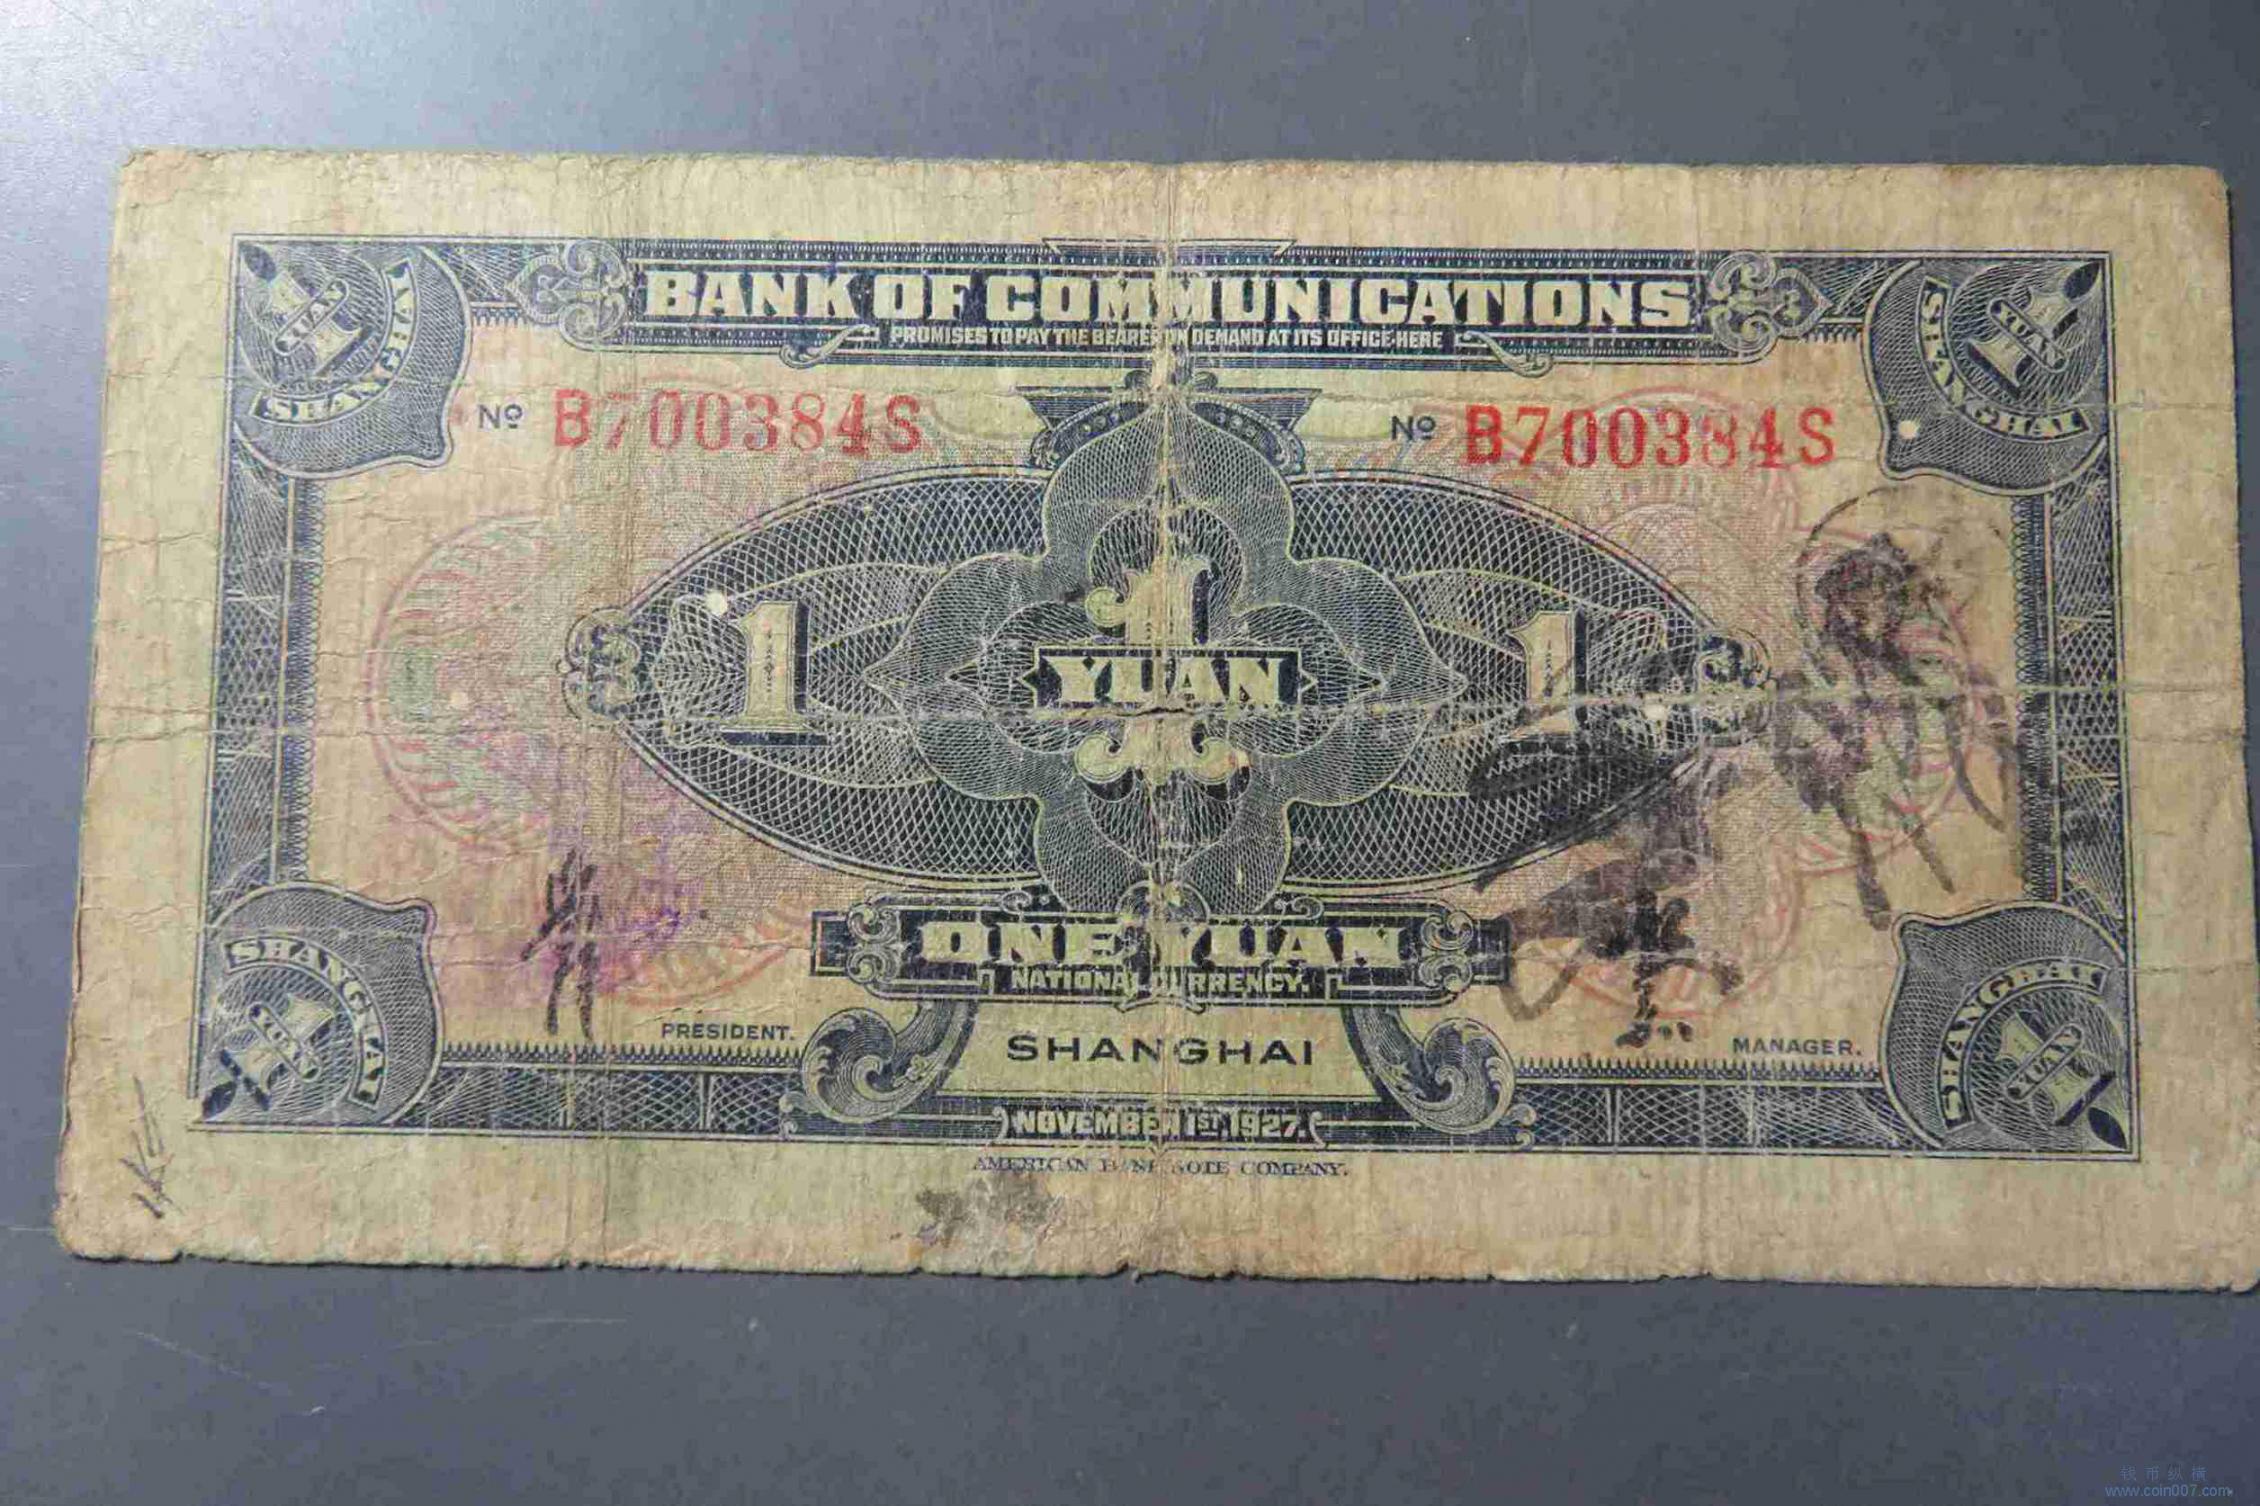 BANK OF COMMUNICATIONS
PROMISES TO PAY THE BEARER ON DEMAND AT ITS OFFICE HERE
1 YUAN SHANGHAI
1 YUAN SHANGHAI
Nº B700384S
Nº B700384S
1
1
YUAN
1
ONE YUAN
NATIONAL CURRENCY.
PRESIDENT.
SHANGHAI
MANAGER.
SHANGHAI 1 YUAN
SHANGHAI 1 YUAN
NOVEMBER 1ST, 1927.
AMERICAN BANK NOTE COMPANY.
钱币纵横
www.coin007.com